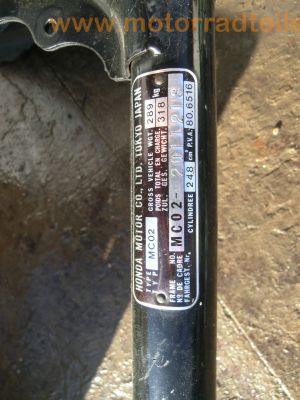 www.motorradteile
HONDA MOTOR CO., LTD. TOKYO JAPAN
TYPE
TYP MC02
GROSS VEHICLE WGT. 289 kg
POIDS TOTAL EN CHARGE
ZUL. GES. GEWICHT. 318
FRAME NO.
Nº DE CADRE MC02-
FAHRGEST. Nr.
CYLINDREE 248 cm³ P.V.A. 80.6516